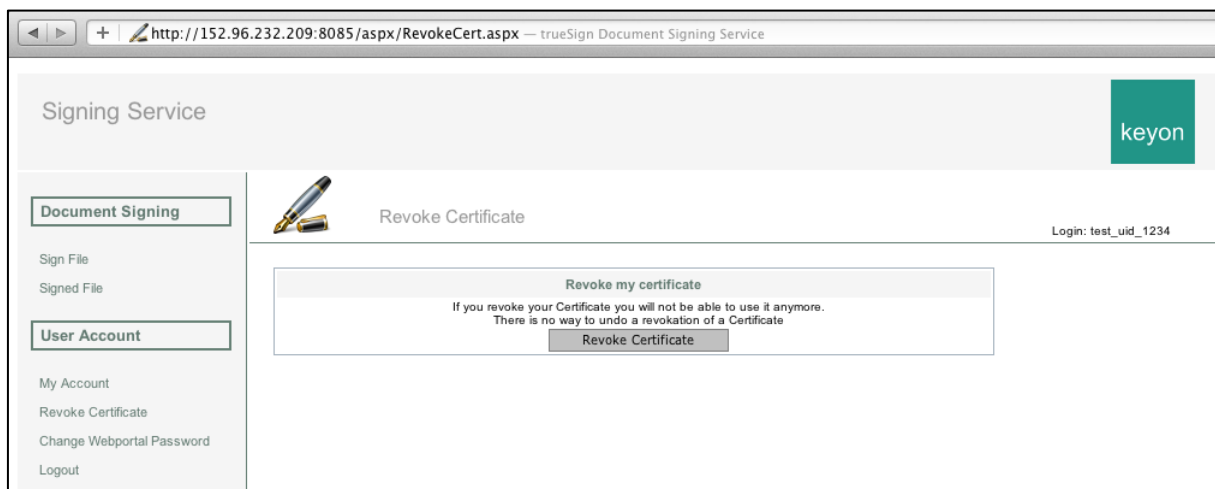 http://152.96.232.209:8085/aspx/RevokeCert.aspx — trueSign Document Signing Service
Signing Service
keyon
Document Signing
Sign File
Signed File
User Account
My Account
Revoke Certificate
Change Webportal Password
Logout
Revoke Certificate
Login: test_uid_1234
Revoke my certificate
If you revoke your Certificate you will not be able to use it anymore.
There is no way to undo a revokation of a Certificate
Revoke Certificate